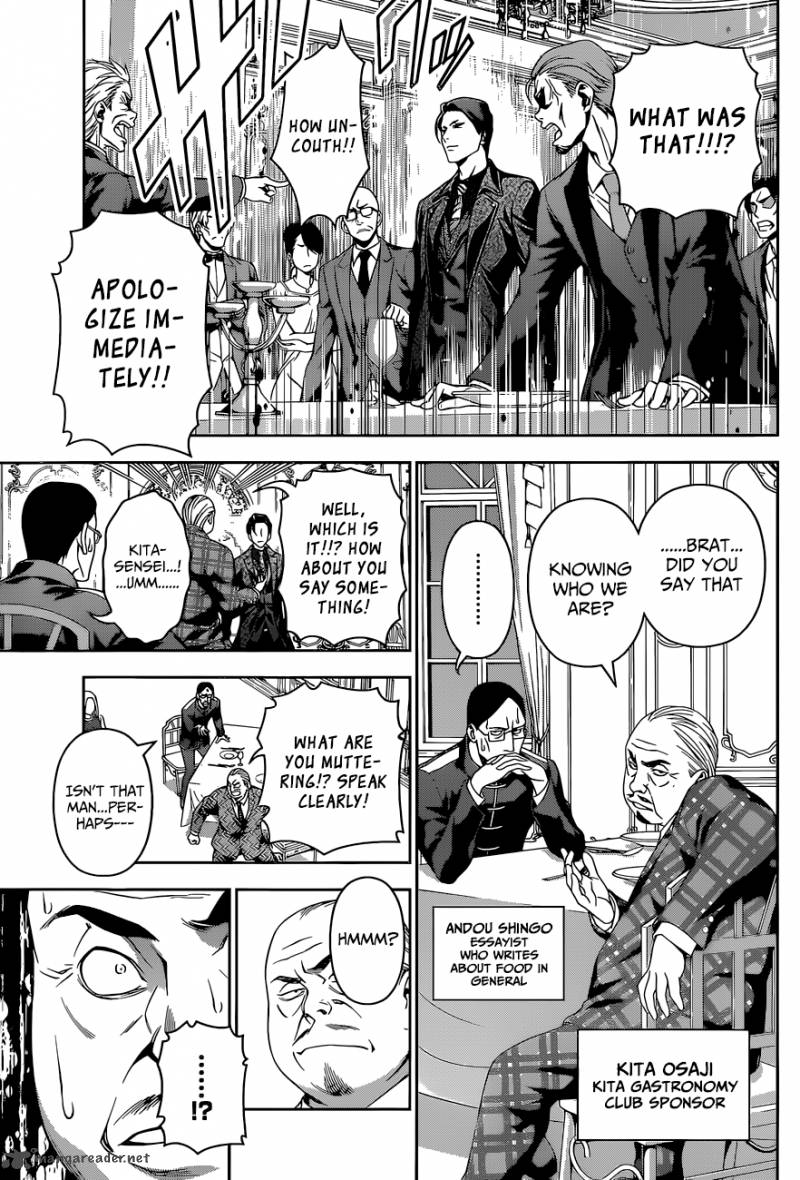 WHAT WAS
THAT!!!?
HOW UN-
COUTH!!
APOLO-
GIZE IM-
MEDIA-
TELY!!
......BRAT...
DID YOU
SAY THAT
KNOWING
WHO WE
ARE?
.........
ANDOU SHINGO
ESSAYIST
WHO WRITES
ABOUT FOOD IN
GENERAL
KITA OSAJI
KITA GASTRONOMY
CLUB SPONSOR
WELL,
WHICH IS
IT!!? HOW
ABOUT YOU
SAY SOME-
THING!
KITA-
SENSEI...!
...UMM......
WHAT ARE
YOU MUTTE-
RING!? SPEAK
CLEARLY!
ISN'T THAT
MAN...PER-
HAPS---
HMMM?
......!?
mangareader.net